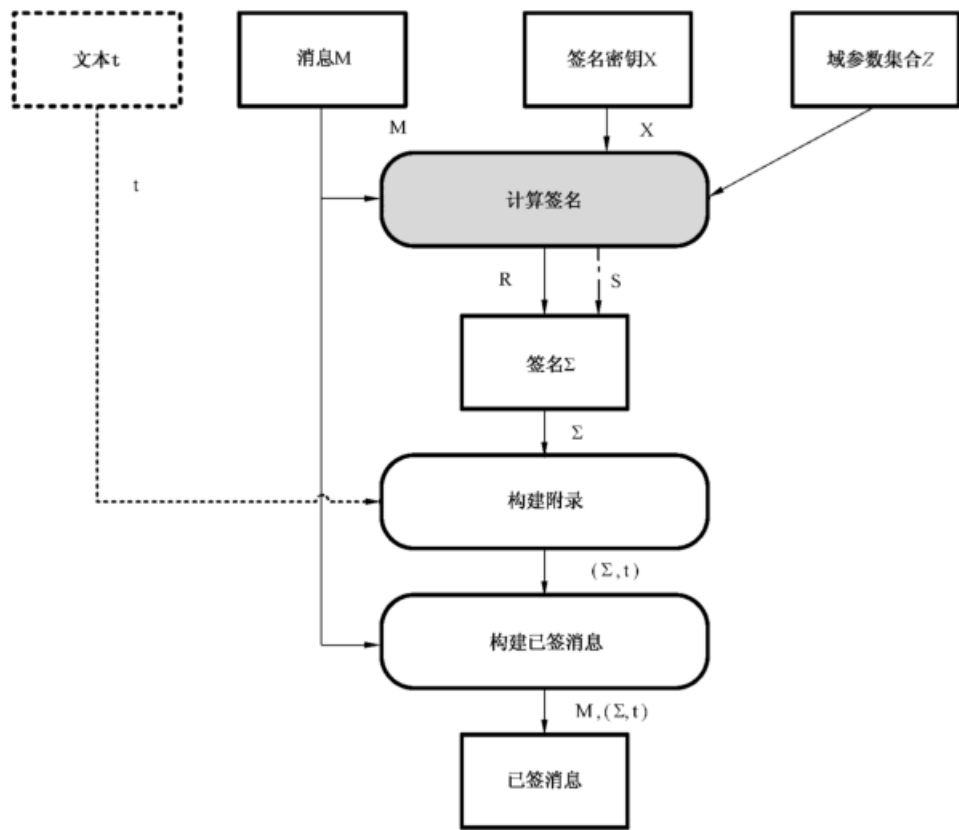 文本t
消息M
签名密钥X
域参数集合Z
M
X
t
计算签名
R
S
签名Σ
Σ
构建附录
(Σ,t)
构建已签消息
M,(Σ,t)
已签消息